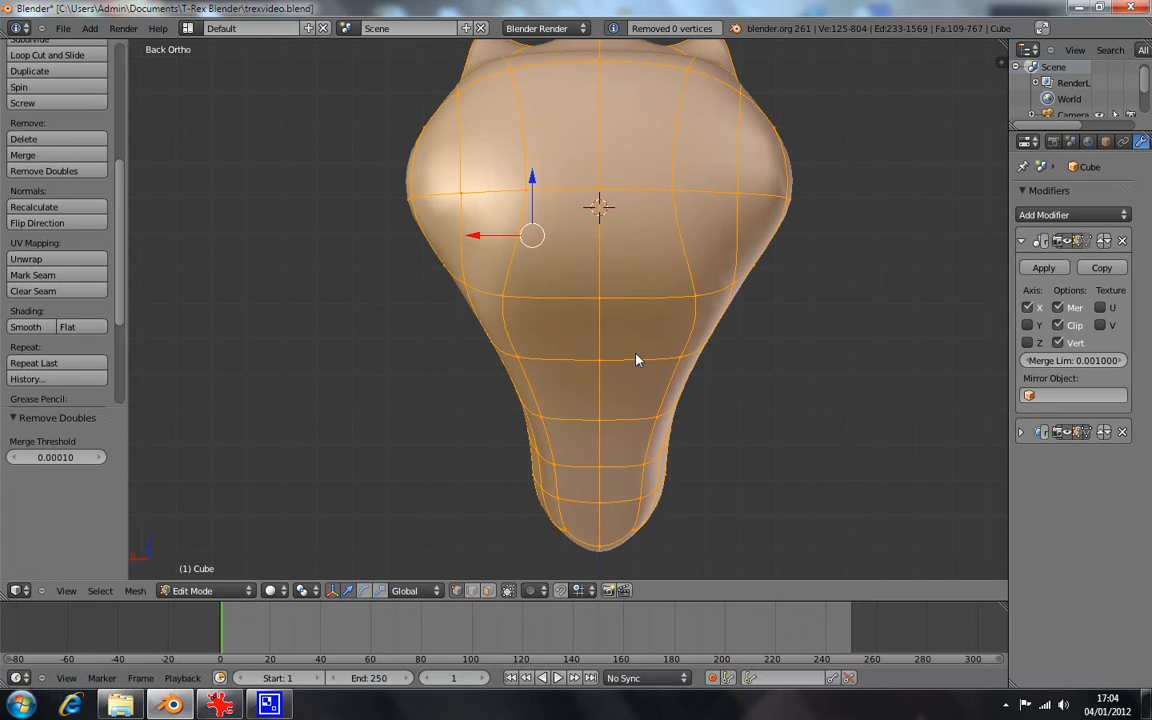 Blender* [C:\Users\Admin\Documents\T-Rex Blender\trexvideo.blend]
File Add Render Help Default Scene Blender Render Removed 0 vertices blender.org 261 | Ve:125-804 | Ed:233-1569 | Fa:109-767 | Cube
Back Ortho
View Search All
Loop Cut and Slide
Duplicate
Spin
Screw
Remove:
Delete
Merge
Remove Doubles
Normals:
Recalculate
Flip Direction
UV Mapping:
Unwrap
Mark Seam
Clear Seam
Shading:
Smooth Flat
Repeat:
Repeat Last
History...
Grease Pencil:
Remove Doubles
Merge Threshold
0.00010
Scene
RenderL
World
Camera
Cube
Modifiers
Add Modifier
Apply Copy
Axis: Options: Texture
X Mer U
Y Clip V
Z Vert
Merge Lim: 0.001000
Mirror Object:
(1) Cube
View Select Mesh Edit Mode Global
-80 -60 -40 -20 0 20 40 60 80 100 120 140 160 180 200 220 240 260 280 300
View Marker Frame Playback Start: 1 End: 250 1 No Sync
17:04
04/01/2012